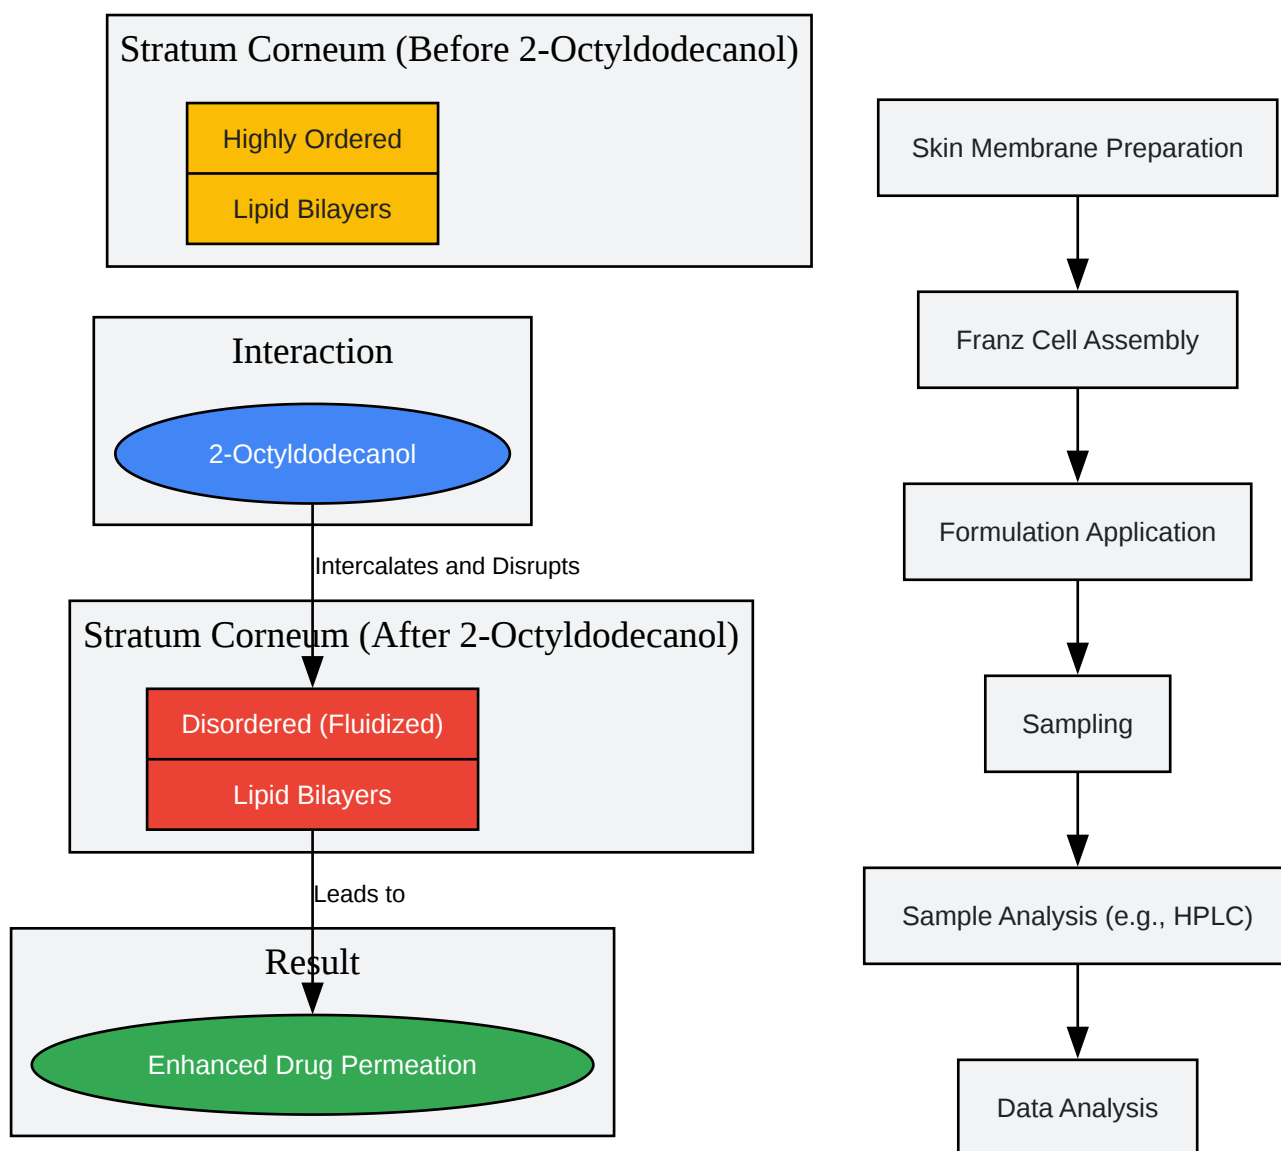 Stratum Corneum (Before 2-Octyldodecanol)
Highly Ordered
Lipid Bilayers
Interaction
2-Octyldodecanol
Intercalates and Disrupts
Stratum Corneum (After 2-Octyldodecanol)
Disordered (Fluidized)
Lipid Bilayers
Leads to
Result
Enhanced Drug Permeation
Skin Membrane Preparation
Franz Cell Assembly
Formulation Application
Sampling
Sample Analysis (e.g., HPLC)
Data Analysis